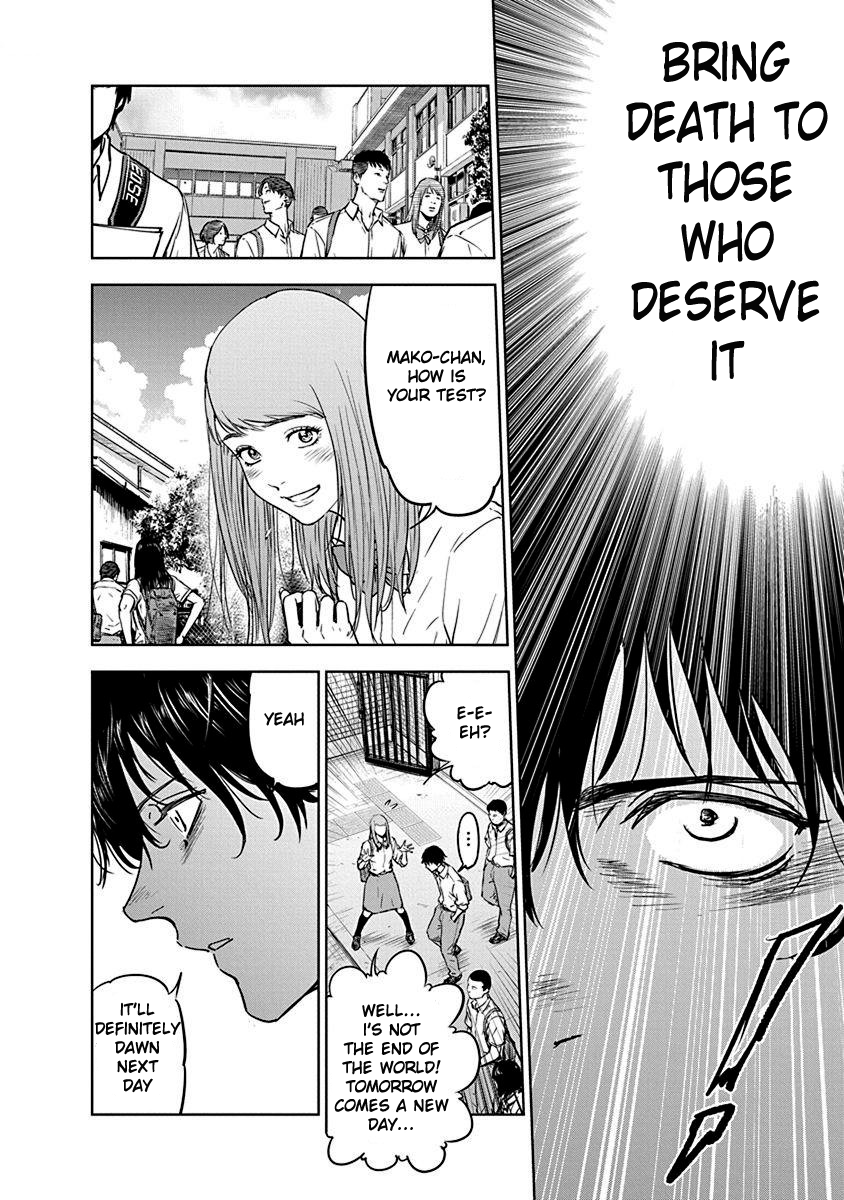 BRING
DEATH TO
THOSE
WHO
DESERVE
IT
MAKO-CHAN,
HOW IS
YOUR TEST?
E-E-
EH?
...
WELL...
I'S NOT
THE END OF
THE WORLD!
TOMORROW
COMES A NEW
DAY...
YEAH
IT'LL
DEFINITELY
DAWN
NEXT
DAY